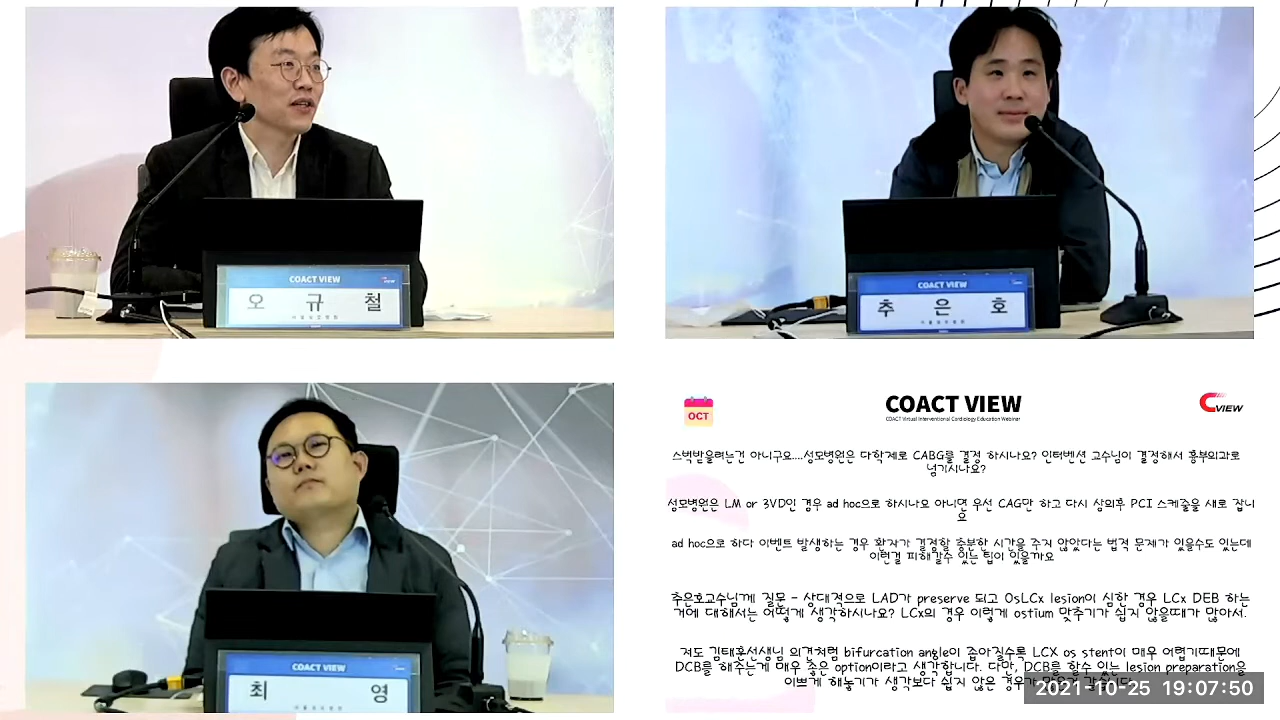 COACT VIEW
오 규 철
COACT VIEW
추 은 호
COACT VIEW
최 영
OCT
COACT VIEW
COACT Virtual Interventional Cardiology Education Webinar
CVIEW
스벅받을려는건 아니구요....성모병원은 다학제로 CABG를 결정 하시나요? 인터벤션 교수님이 결정해서 흉부외과로
넘기시나요?
성모병원은 LM or 3VD인 경우 ad hoc으로 하시나요 아니면 우선 CAG만 하고 다시 상의후 PCI 스케줄을 새로 잡나
요
ad hoc으로 하다 이벤트 발생하는 경우 환자가 결정할 충분한 시간을 주지 않았다는 법적 문제가 있을수도 있는데
이런걸 피해갈수 있는 팁이 있을까요
추은호교수님께 질문 - 상대적으로 LAD가 preserve 되고 OsLCx lesion이 심한 경우 LCx DEB 하는
거에 대해서는 어떻게 생각하시나요? LCx의 경우 이렇게 ostium 맞추기가 쉽지 않을때가 많아서.
저도 김태훈선생님 의견처럼 bifurcation angle이 좁아질수록 LCX os stent이 매우 어렵기때문에
DCB를 해주는게 매우 좋은 option이라고 생각합니다. 다만, DCB를 할수 있는 lesion preparation을
이쁘게 해놓기가 생각보다 쉽지 않은 경우가
2021-10-25 19:07:50